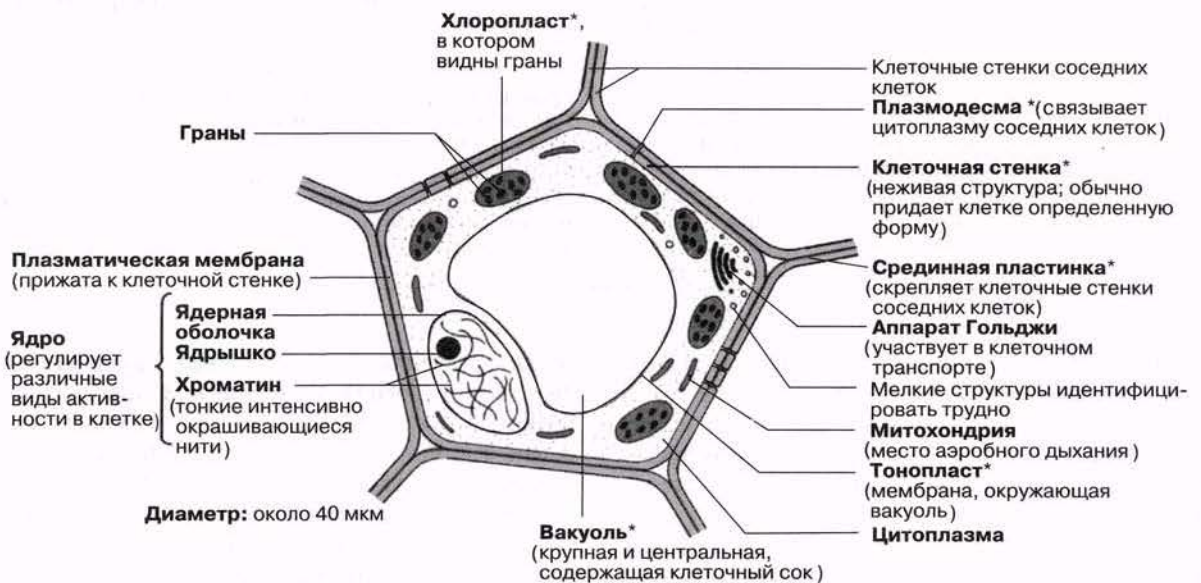 Хлоропласт*,
в котором
видны граны
Граны
Плазматическая мембрана
(прижата к клеточной стенке)
Ядро
(регулирует
различные
виды актив-
ности в клетке)
Ядерная
оболочка
Ядрышко
Хроматин
(тонкие интенсивно
окрашивающиеся
нити)
Диаметр: около 40 мкм
Вакуоль*
(крупная и центральная,
содержащая клеточный сок)
Клеточные стенки соседних
клеток
Плазмодесма *(связывает
цитоплазму соседних клеток)
Клеточная стенка*
(неживая структура; обычно
придает клетке определенную
форму)
Срединная пластинка*
(скрепляет клеточные стенки
соседних клеток)
Аппарат Гольджи
(участвует в клеточном
транспорте)
Мелкие структуры идентифици-
ровать трудно
Митохондрия
(место аэробного дыхания)
Тонопласт*
(мембрана, окружающая
вакуоль)
Цитоплазма